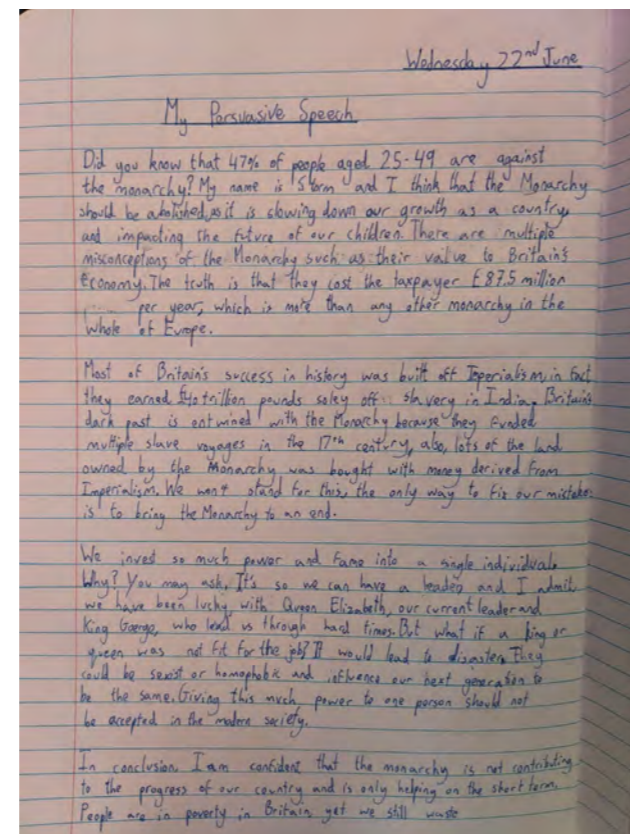 Wednesday 22nd June
My Persuasive Speech
Did you know that 47% of people aged 25-49 are against
the monarchy? My name is Storm and I think that the Monarchy
should be abolished, as it is slowing down our growth as a country,
and impacting the future of our children. There are multiple
misconceptions of the Monarchy such as their value to Britain's
Economy. The truth is that they cost the taxpayer £87.5 million
per year, which is more than any other monarchy in the
whole of Europe.
Most of Britain's success in history was built off Imperialism, in fact
they earned trillion pounds soley off slavery in India. Britain's
dark past is entwined with the Monarchy because they funded
multiple slave voyages in the 17th century, also, lots of the land
owned by the Monarchy was bought with money derived from
Imperialism. We won't stand for this, the only way to fix our mistake
is to bring the Monarchy to an end.
We invest so much power and fame into a single individual.
Why? You may ask. It's so we can have a leader and I admit,
we have been lucky with Queen Elizabeth, our current leader and
King who us through hard times. But what if a king or
queen was not fit for the job? It would lead to disaster. They
could be sexist or homophobic and influence our next generation to
be the same. Giving this much power to one person should not
be accepted in the modern society.
In conclusion, I am confident that the monarchy is not contributing
to the progress of our country and is only helping on the short term.
People are in poverty in Britain, yet we still waste